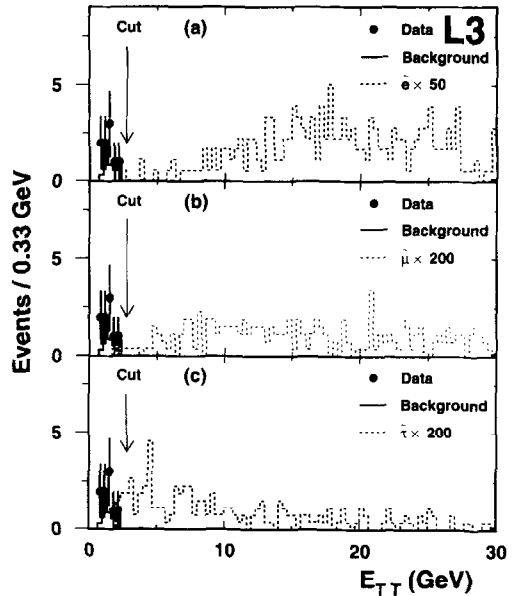 L3
Cut (a) Data
Background
ẽ × 50
5
0
Cut (b) Data
Background
μ̃ × 200
5
0
Cut (c) Data
Background
τ̃ × 200
5
0
0 10 20 30
Events / 0.33 GeV
E_TT (GeV)